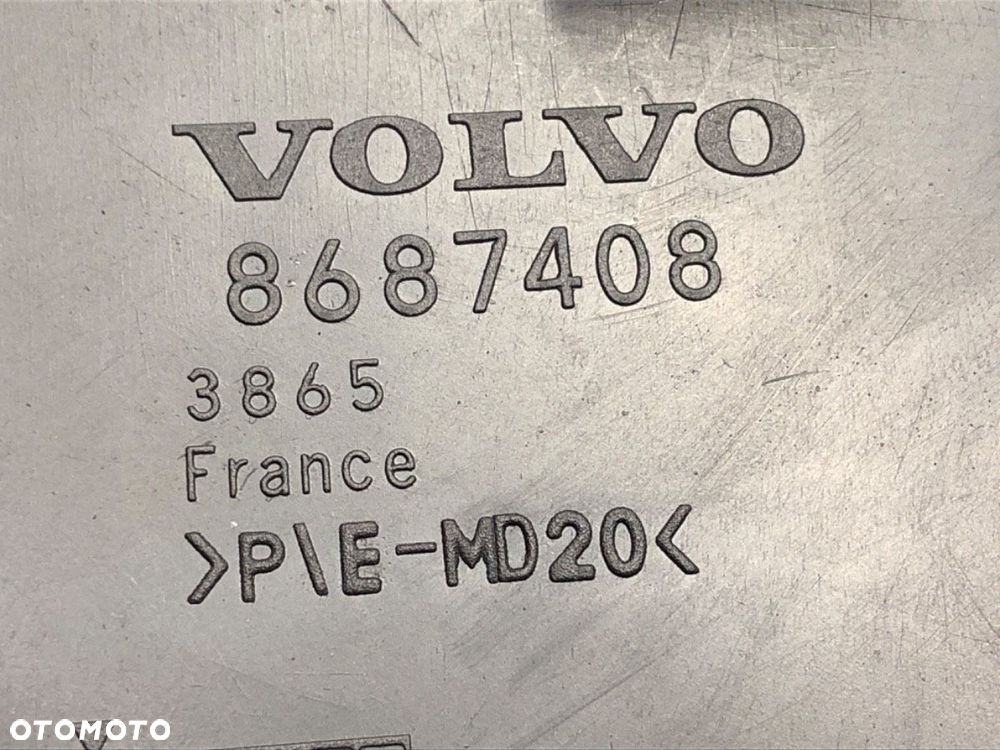 VOLVO
8687408
3865
France
>P\E-MD20<
OTOMOTO